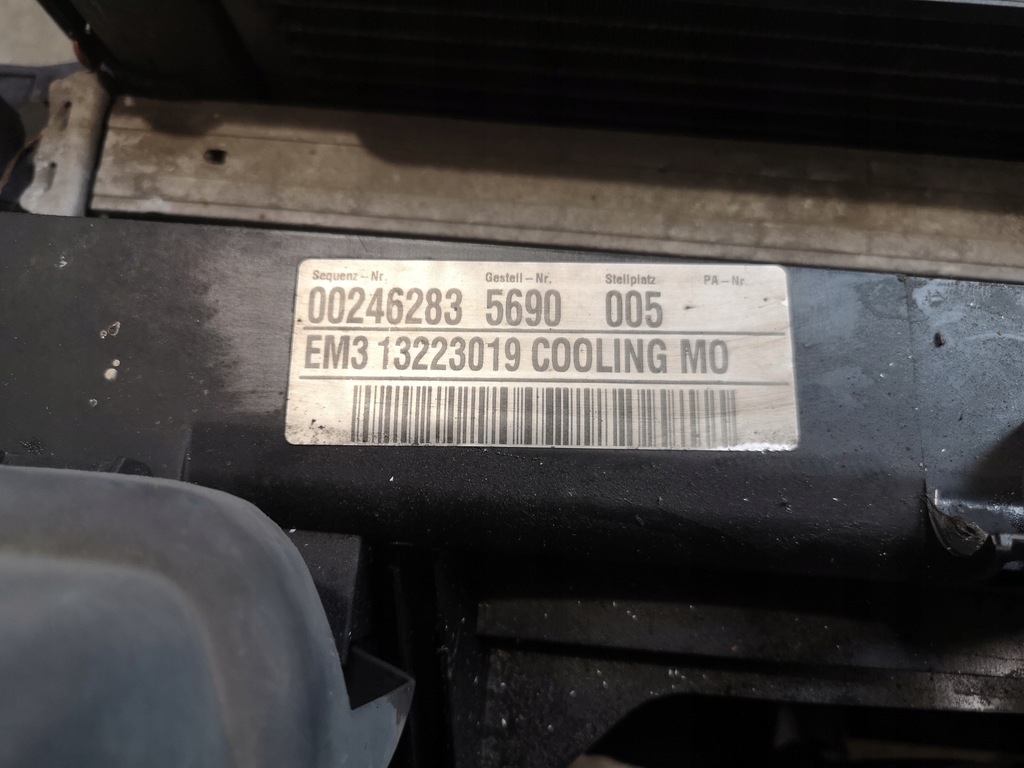 Sequenz-Nr. Gestell-Nr. Stellplatz PA-Nr.
00246283 5690 005
EM3 13223019 COOLING MO